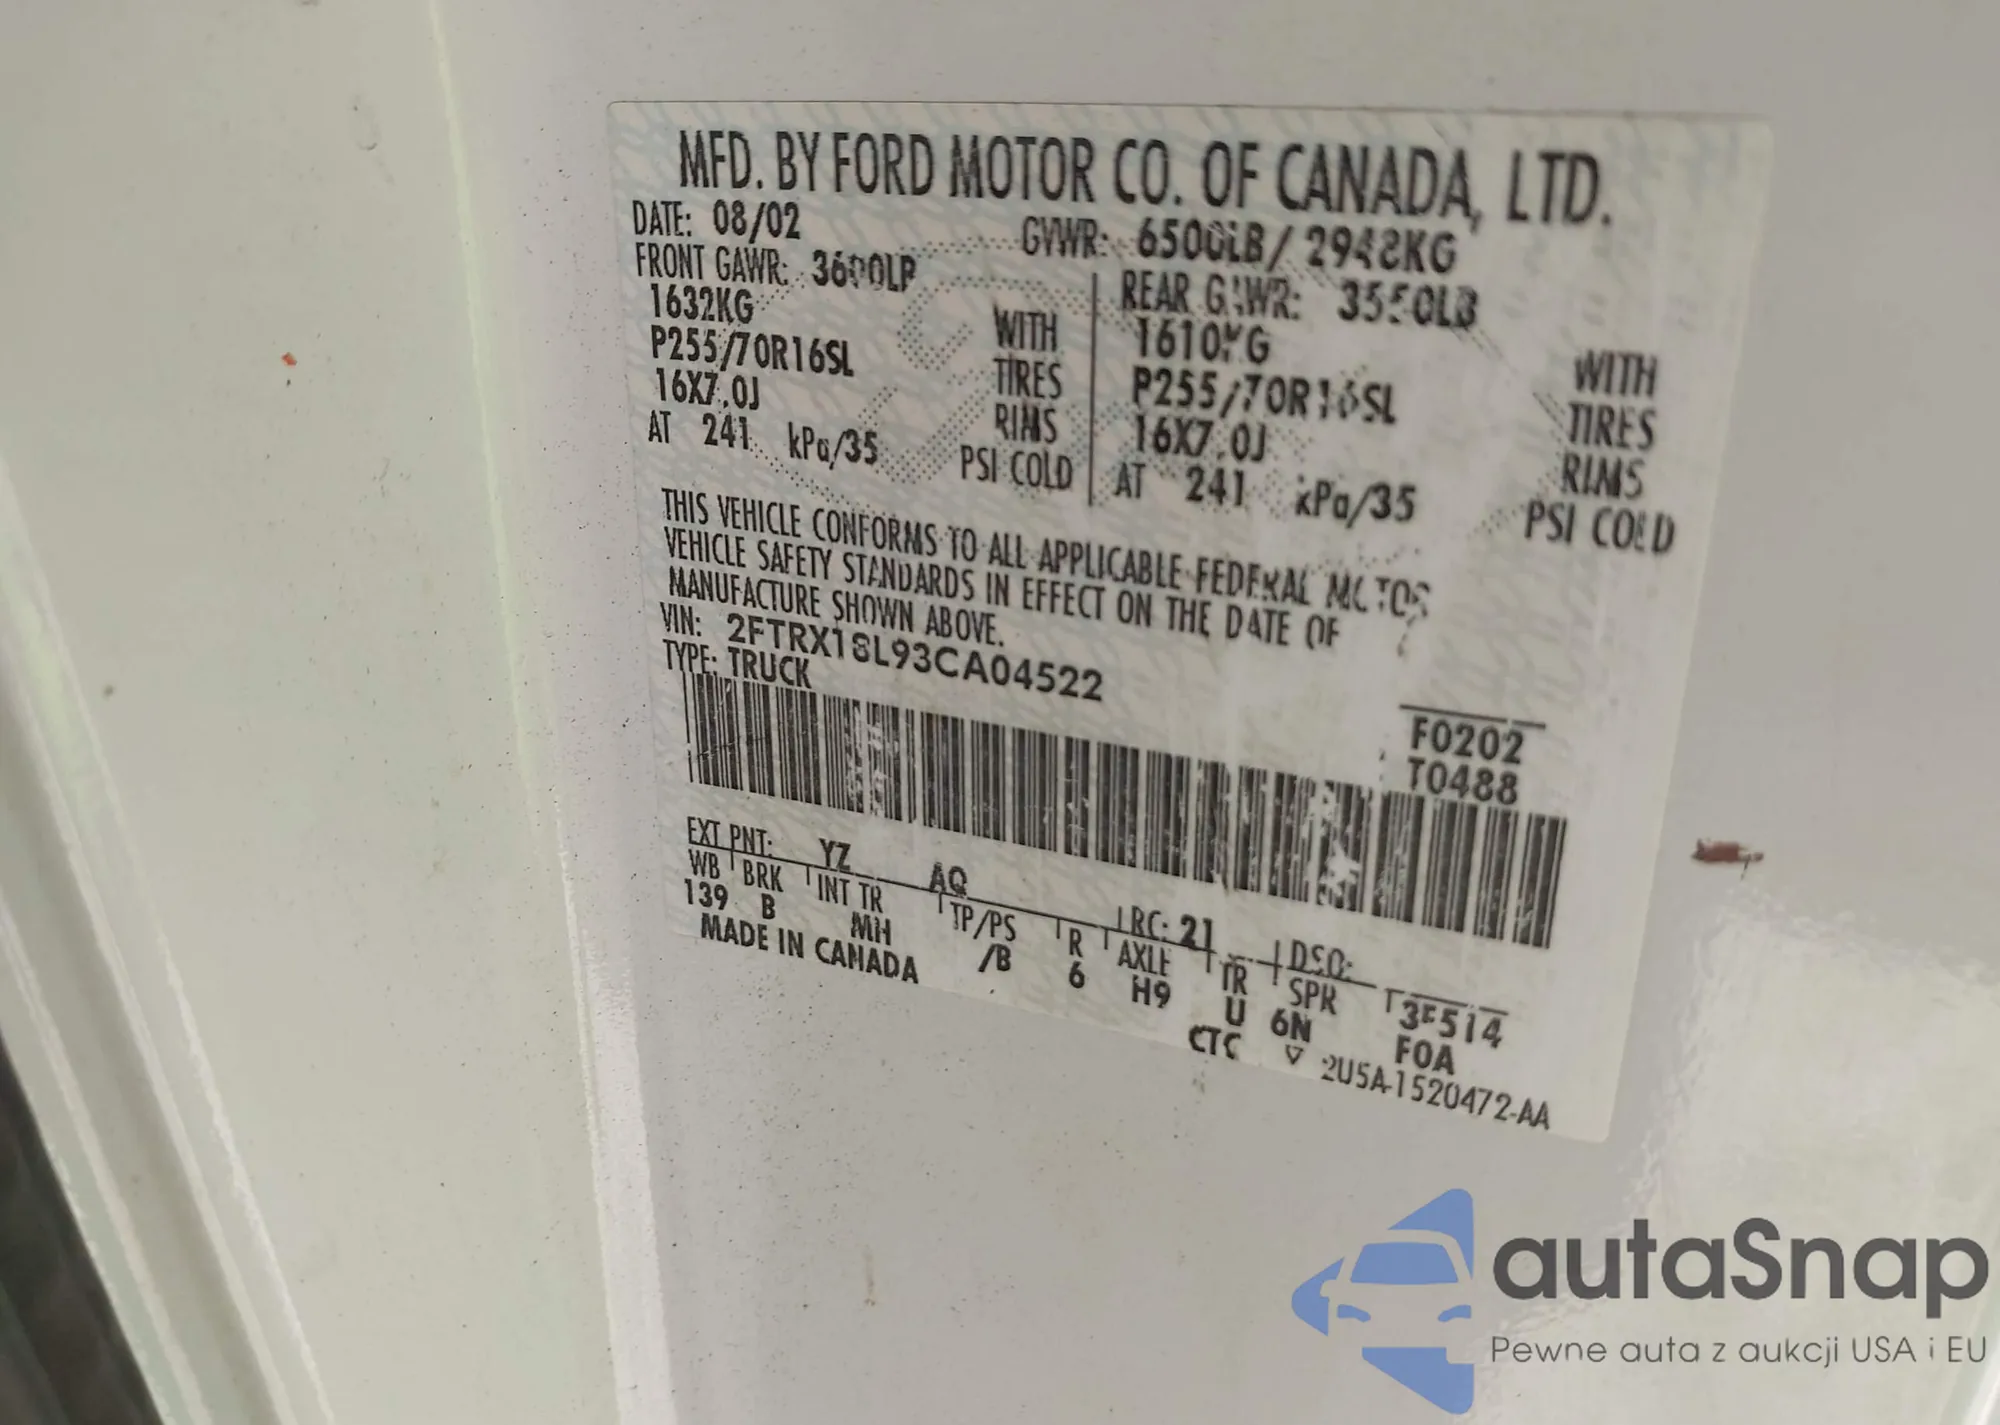 MFD. BY FORD MOTOR CO. OF CANADA, LTD.
DATE: 08/02 GVWR: 6500LB/ 2948KG
FRONT GAWR: 3600LB REAR GAWR: 3550LB
1632KG WITH 1610KG WITH
P255/70R16SL TIRES P255/70R16SL TIRES
16X7.0J RIMS 16X7.0J RIMS
AT 241 kPa/35 PSI COLD AT 241 kPa/35 PSI COLD
THIS VEHICLE CONFORMS TO ALL APPLICABLE FEDERAL MOTOR
VEHICLE SAFETY STANDARDS IN EFFECT ON THE DATE OF
MANUFACTURE SHOWN ABOVE.
VIN: 2FTRX18L93CA04522
TYPE: TRUCK
F0202
T0488
EXT PNT: YZ AQ RC: 21 DSO:
WB BRK INT TR TP/PS R AXLE TR SPR 3F514
139 B MH /B 6 H9 U 6N F0A
MADE IN CANADA CTC ▽ 2U5A-1520472-AA
autaSnap
Pewne auta z aukcji USA i EU